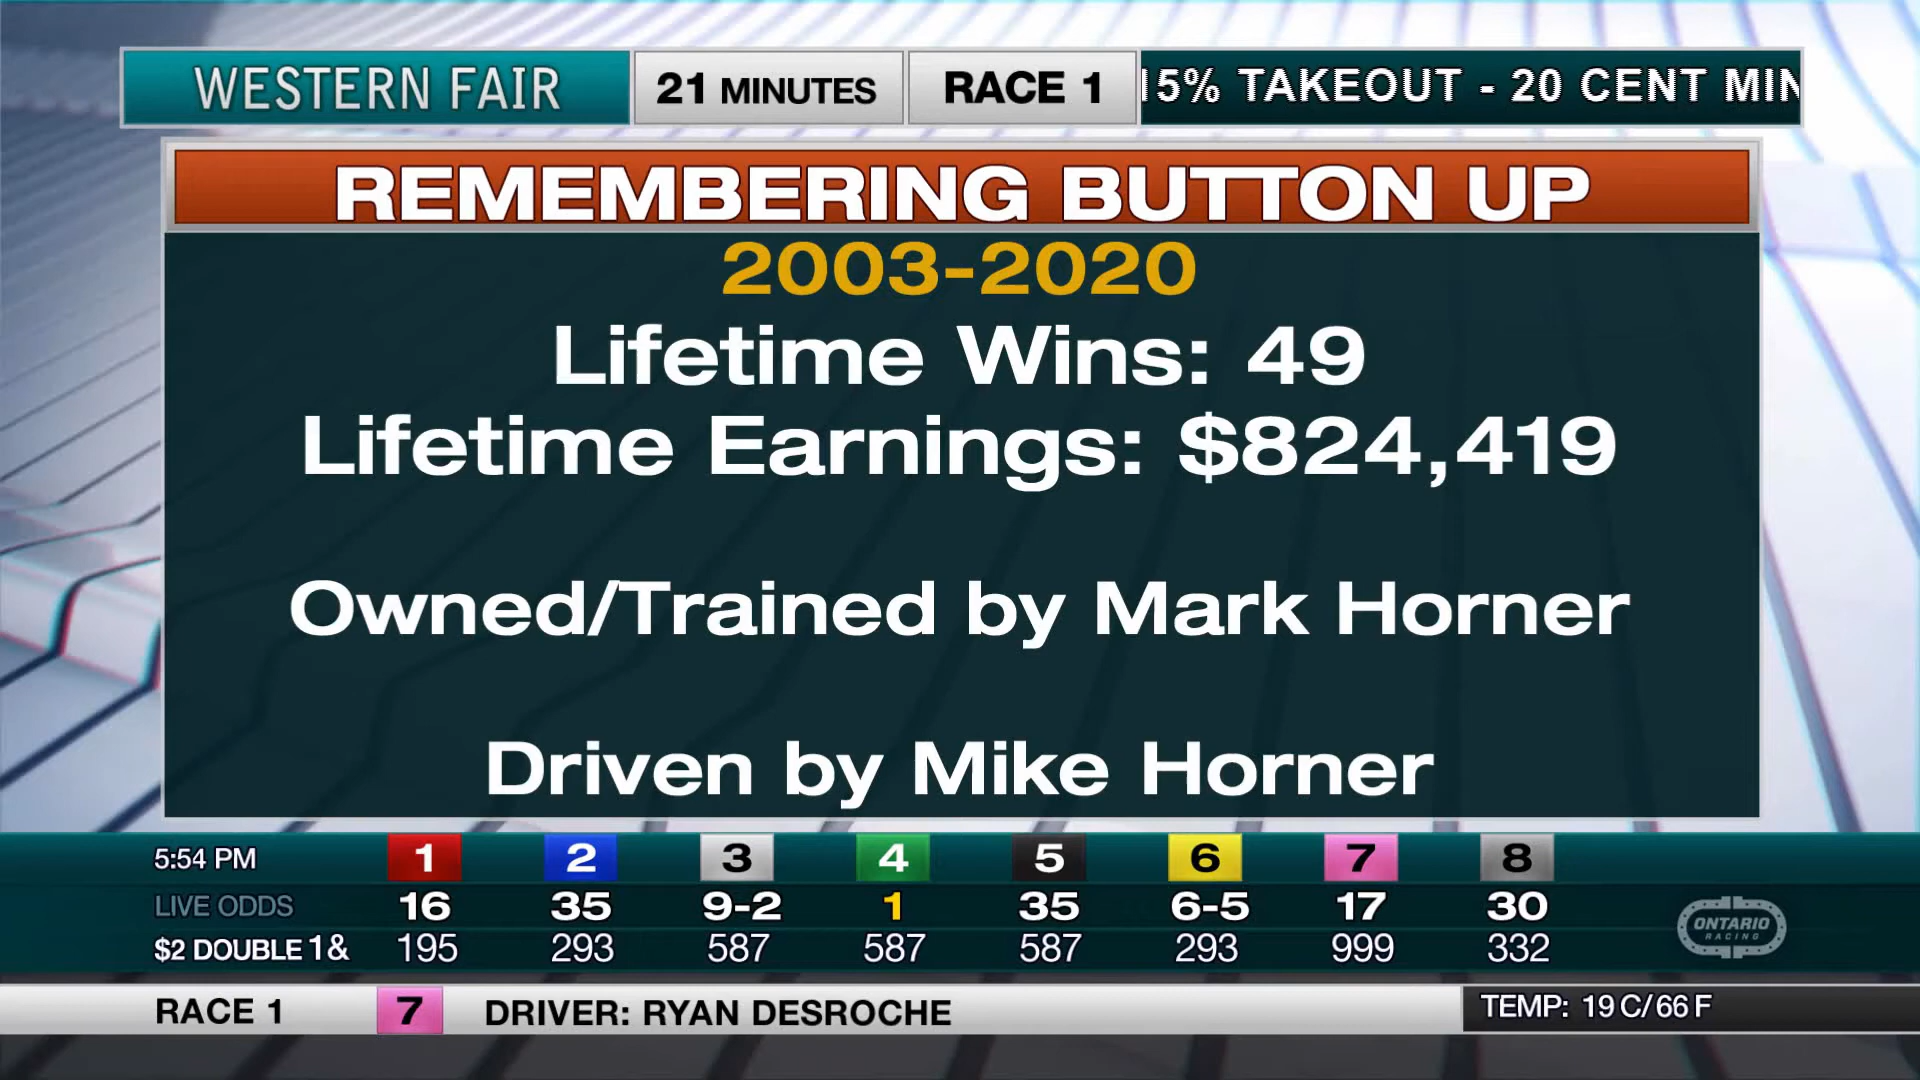 WESTERN FAIR
21 MINUTES
RACE 1
15% TAKEOUT - 20 CENT MIN
REMEMBERING BUTTON UP
2003-2020
Lifetime Wins: 49
Lifetime Earnings: $824,419
Owned/Trained by Mark Horner
Driven by Mike Horner
5:54 PM 1 2 3 4 5 6 7 8
LIVE ODDS 16 35 9-2 1 35 6-5 17 30
$2 DOUBLE 1& 195 293 587 587 587 293 999 332
ONTARIO
RACING
RACE 1 7 DRIVER: RYAN DESROCHE
TEMP: 19 C/66 F